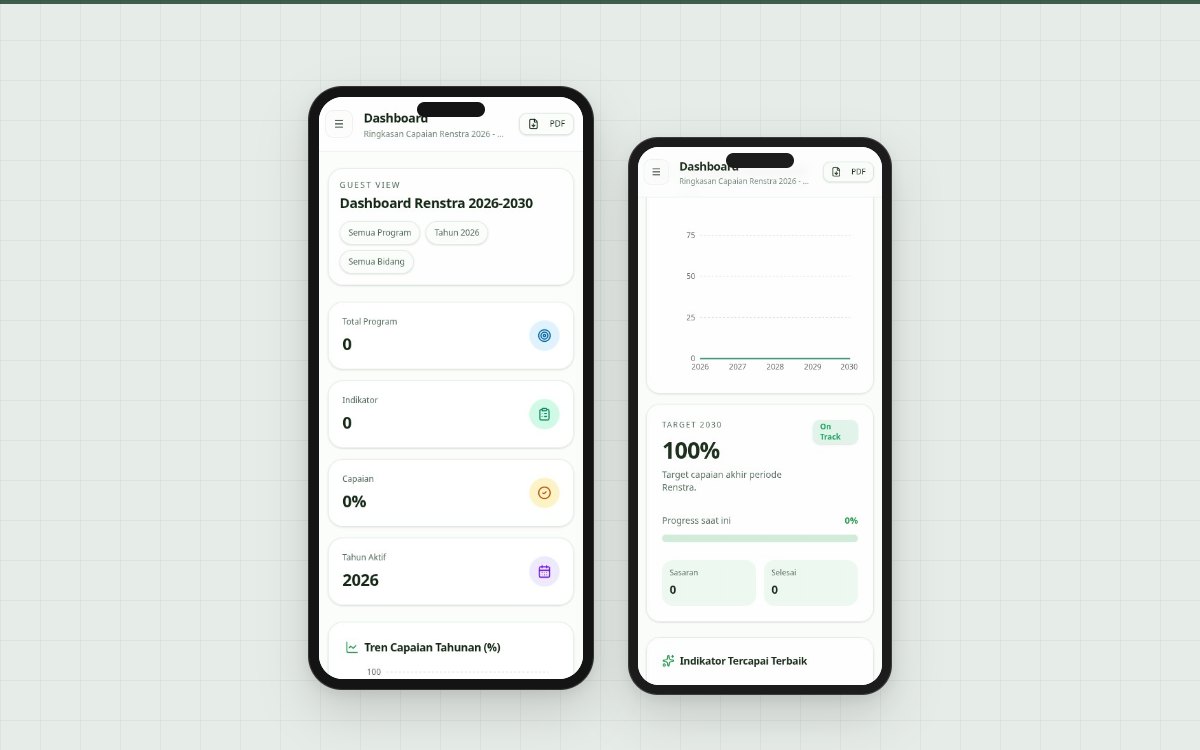 Dashboard
Ringkasan Capaian Renstra 2026 - ...
PDF
GUEST VIEW
Dashboard Renstra 2026-2030
Semua Program
Tahun 2026
Semua Bidang
Total Program
0
Indikator
0
Capaian
0%
Tahun Aktif
2026
Tren Capaian Tahunan (%)
100
Dashboard
Ringkasan Capaian Renstra 2026 - ...
PDF
75
50
25
0
2026 2027 2028 2029 2030
TARGET 2030
On
Track
100%
Target capaian akhir periode
Renstra.
Progress saat ini
0%
Sasaran
0
Selesai
0
Indikator Tercapai Terbaik